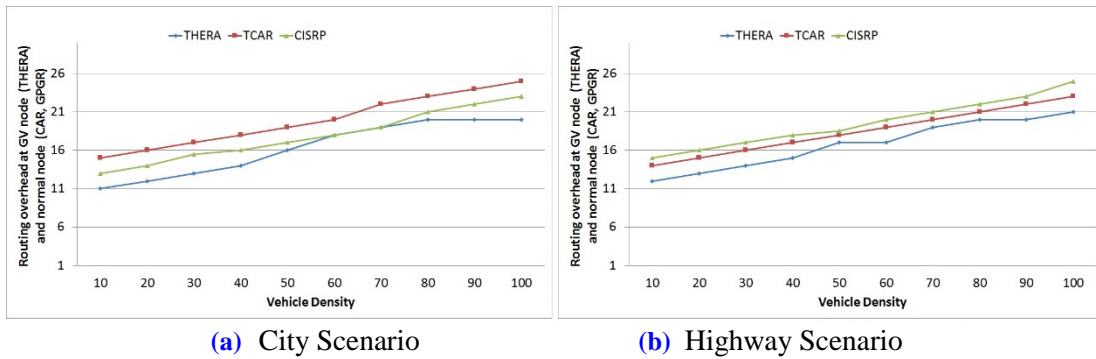 THERA TCAR CISRP
Routing overhead at GV node (THERA)
and normal node (CAR, GPGR)
26
21
16
11
6
1
10 20 30 40 50 60 70 80 90 100
Vehicle Density
(a) City Scenario
THERA TCAR CISRP
Routing overhead at GV node (THERA)
and normal node (CAR, GPGR)
26
21
16
11
6
1
10 20 30 40 50 60 70 80 90 100
Vehicle Density
(b) Highway Scenario